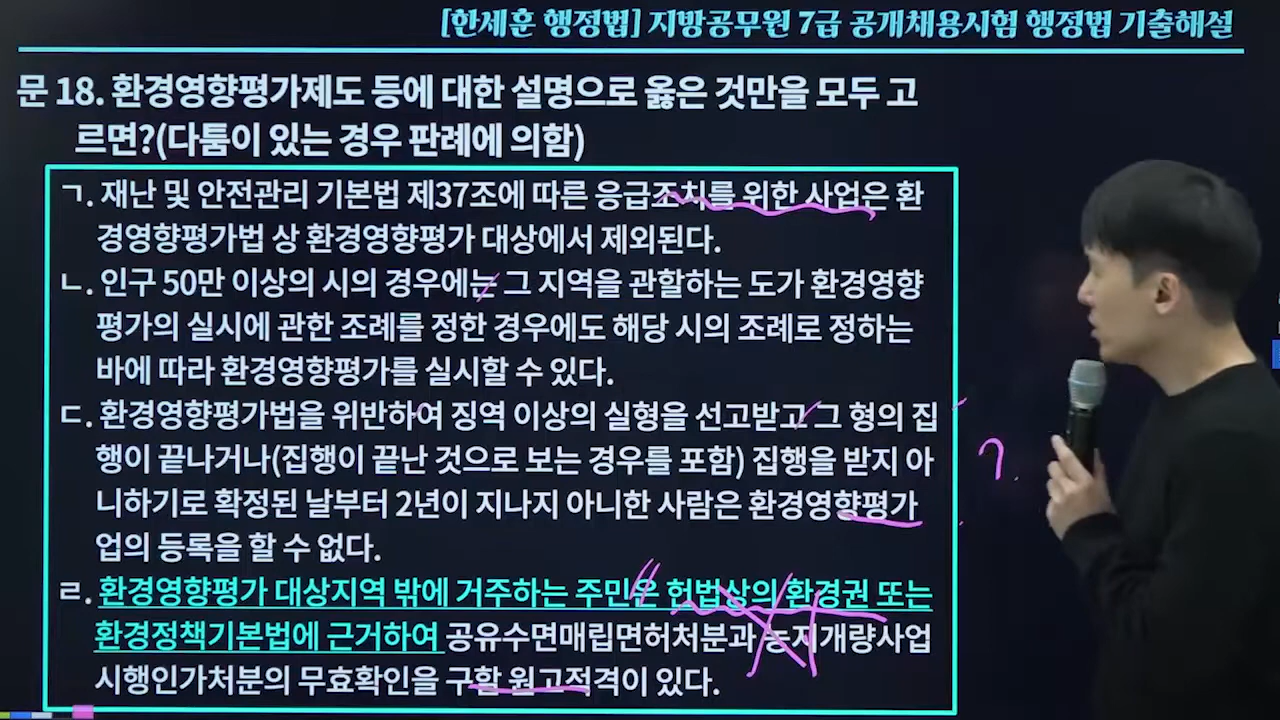 [한세훈 행정법] 지방공무원 7급 공개채용시험 행정법 기출해설
문 18. 환경영향평가제도 등에 대한 설명으로 옳은 것만을 모두 고
르면?(다툼이 있는 경우 판례에 의함)
ㄱ. 재난 및 안전관리 기본법 제37조에 따른 응급조치를 위한 사업은 환
경영향평가법 상 환경영향평가 대상에서 제외된다.
ㄴ. 인구 50만 이상의 시의 경우에는 그 지역을 관할하는 도가 환경영향
평가의 실시에 관한 조례를 정한 경우에도 해당 시의 조례로 정하는
바에 따라 환경영향평가를 실시할 수 있다.
ㄷ. 환경영향평가법을 위반하여 징역 이상의 실형을 선고받고 그 형의 집
행이 끝나거나(집행이 끝난 것으로 보는 경우를 포함) 집행을 받지 아
니하기로 확정된 날부터 2년이 지나지 아니한 사람은 환경영향평가
업의 등록을 할 수 없다.
ㄹ. 환경영향평가 대상지역 밖에 거주하는 주민은 헌법상의 환경권 또는
환경정책기본법에 근거하여 공유수면매립면허처분과 농지개량사업
시행인가처분의 무효확인을 구할 원고적격이 있다.